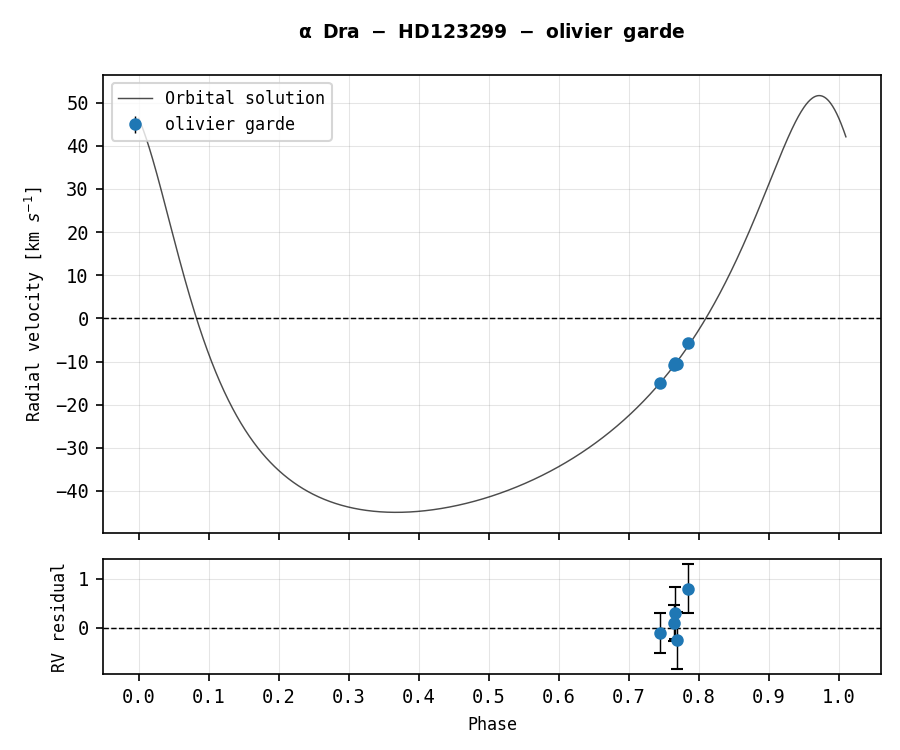 α Dra − HD123299 − olivier garde
Orbital solution
olivier garde
Radial velocity [km s⁻¹]
50
40
30
20
10
0
−10
−20
−30
−40
RV residual
1
0
0.0 0.1 0.2 0.3 0.4 0.5 0.6 0.7 0.8 0.9 1.0
Phase